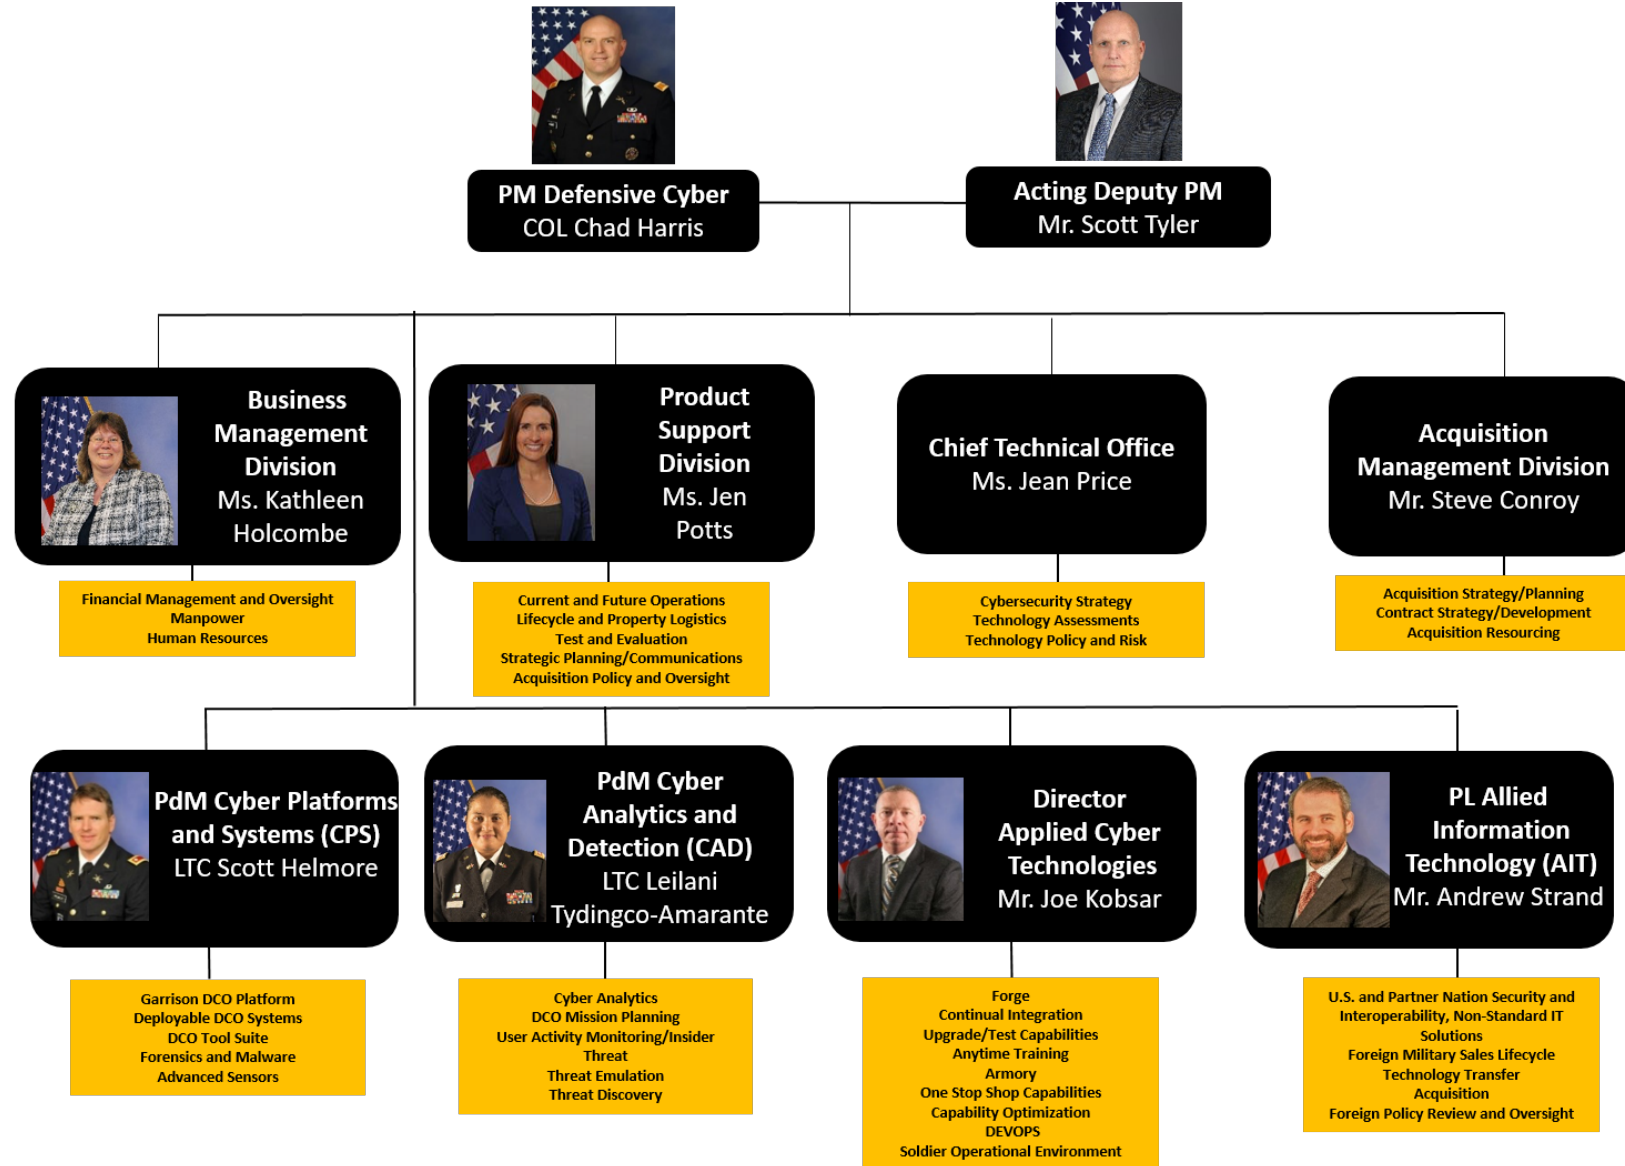 PM Defensive Cyber
COL Chad Harris
Acting Deputy PM
Mr. Scott Tyler
Business
Management
Division
Ms. Kathleen
Holcombe
Financial Management and Oversight
Manpower
Human Resources
Product
Support
Division
Ms. Jen
Potts
Current and Future Operations
Lifecycle and Property Logistics
Test and Evaluation
Strategic Planning/Communications
Acquisition Policy and Oversight
Chief Technical Office
Ms. Jean Price
Cybersecurity Strategy
Technology Assessments
Technology Policy and Risk
Acquisition
Management Division
Mr. Steve Conroy
Acquisition Strategy/Planning
Contract Strategy/Development
Acquisition Resourcing
PdM Cyber Platforms
and Systems (CPS)
LTC Scott Helmore
Garrison DCO Platform
Deployable DCO Systems
DCO Tool Suite
Forensics and Malware
Advanced Sensors
PdM Cyber
Analytics and
Detection (CAD)
LTC Leilani
Tydingco-Amarante
Cyber Analytics
DCO Mission Planning
User Activity Monitoring/Insider
Threat
Threat Emulation
Threat Discovery
Director
Applied Cyber
Technologies
Mr. Joe Kobsar
Forge
Continual Integration
Upgrade/Test Capabilities
Anytime Training
Armory
One Stop Shop Capabilities
Capability Optimization
DEVOPS
Soldier Operational Environment
PL Allied
Information
Technology (AIT)
Mr. Andrew Strand
U.S. and Partner Nation Security and
Interoperability, Non-Standard IT
Solutions
Foreign Military Sales Lifecycle
Technology Transfer
Acquisition
Foreign Policy Review and Oversight